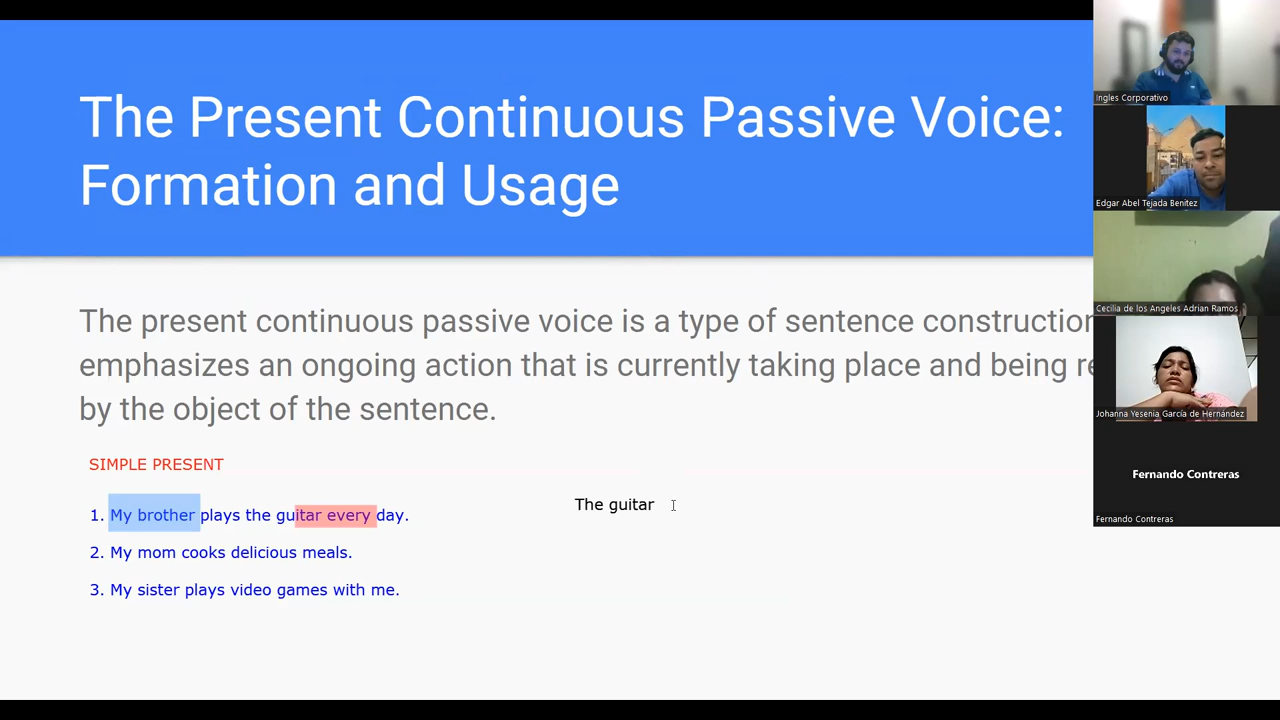 The Present Continuous Passive Voice:
Formation and Usage
The present continuous passive voice is a type of sentence construction
emphasizes an ongoing action that is currently taking place and being
by the object of the sentence.
SIMPLE PRESENT
1. My brother plays the guitar every day.
The guitar
2. My mom cooks delicious meals.
3. My sister plays video games with me.
Ingles Corporativo
Edgar Abel Tejada Benitez
Cecilia de los Angeles Adrian Ramos
Johanna Yesenia García de Hernández
Fernando Contreras
Fernando Contreras